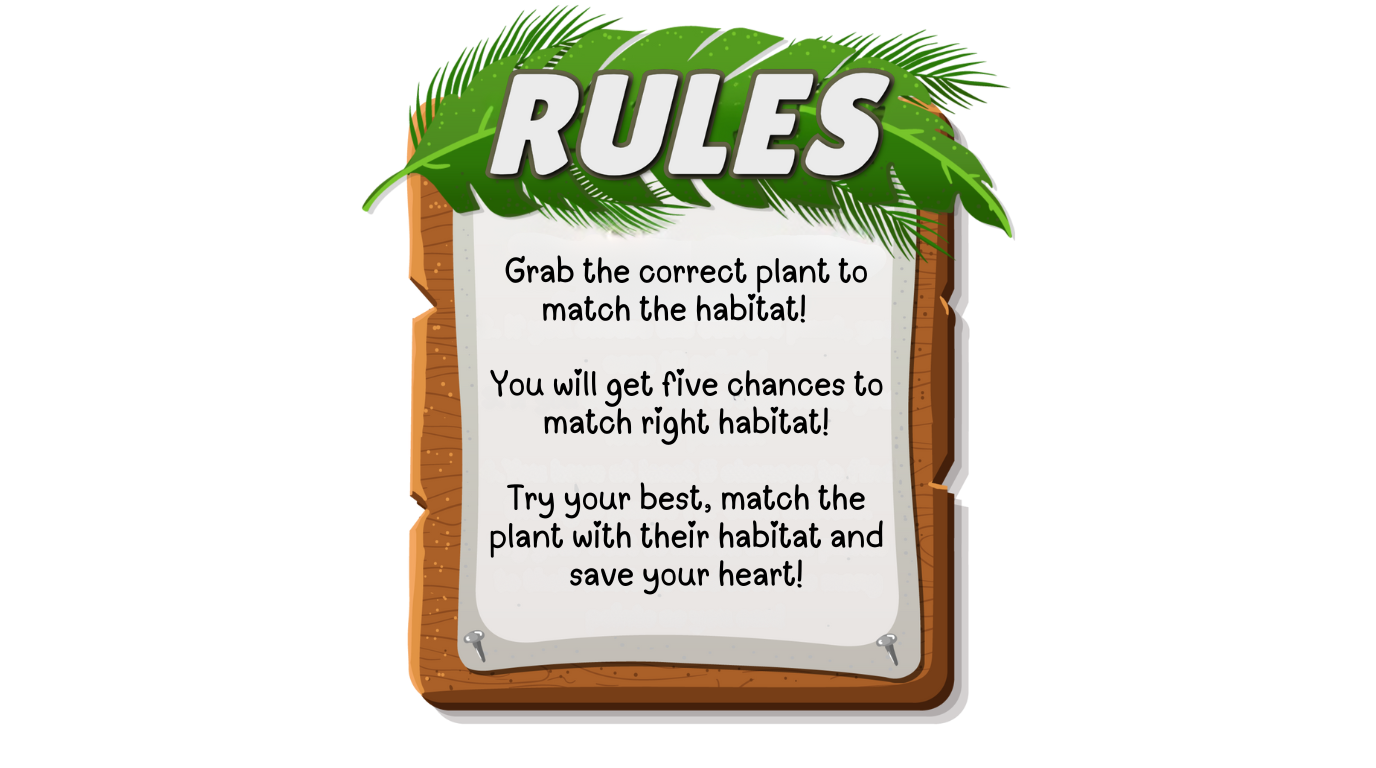 RULES
Grab the correct plant to
match the habitat!
You will get five chances to
match right habitat!
Try your best, match the
plant with their habitat and
save your heart!